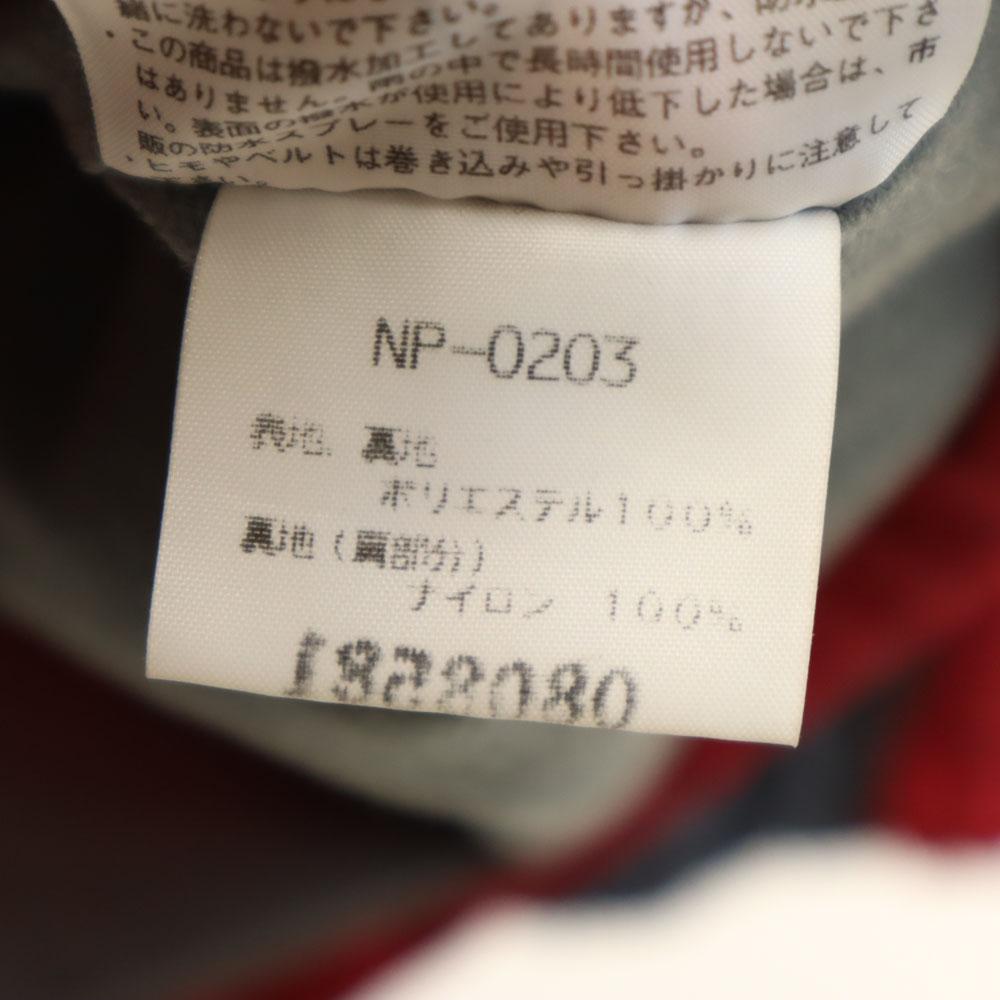 緒に洗わないで下さい。
・この商品は撥水加工してありますが、防水
はありません。雨の中で長時間使用しないで下さ
い。表面の撥水が使用により低下した場合は、市
販の防水スプレーをご使用下さい。
・ヒモやベルトは巻き込みや引っ掛かりに注意して
NP-0203
表地、裏地
ポリエステル100%
裏地(肩部分)
ナイロン 100%